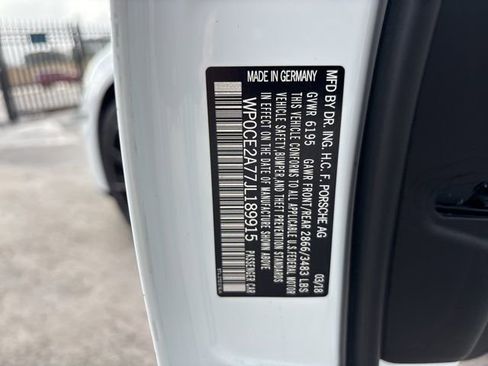 MFD BY DR. ING. H.C. F. PORSCHE AG
03/18
GVWR 6195 GAWR FRONT/REAR 2866/3483 LBS
THIS VEHICLE CONFORMS TO ALL APPLICABLE U.S. FEDERAL MOTOR
VEHICLE SAFETY, BUMPER, AND THEFT PREVENTION STANDARDS
IN EFFECT ON THE DATE OF MANUFACTURE SHOWN ABOVE
WP0CE2A77JL189915
PASSENGER CAR
MADE IN GERMANY